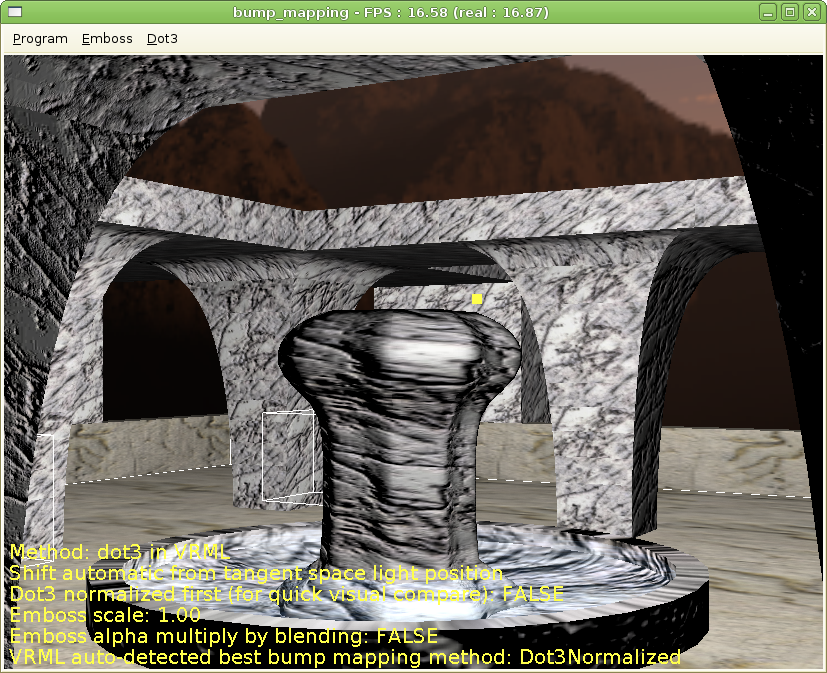 bump_mapping - FPS : 16.58 (real : 16.87)
Program Emboss Dot3
Method: dot3 in VRML
Shift automatic from tangent space light position
Dot3 normalized first (for quick visual compare): FALSE
Emboss scale: 1.00
Emboss alpha multiply by blending: FALSE
VRML auto-detected best bump mapping method: Dot3Normalized